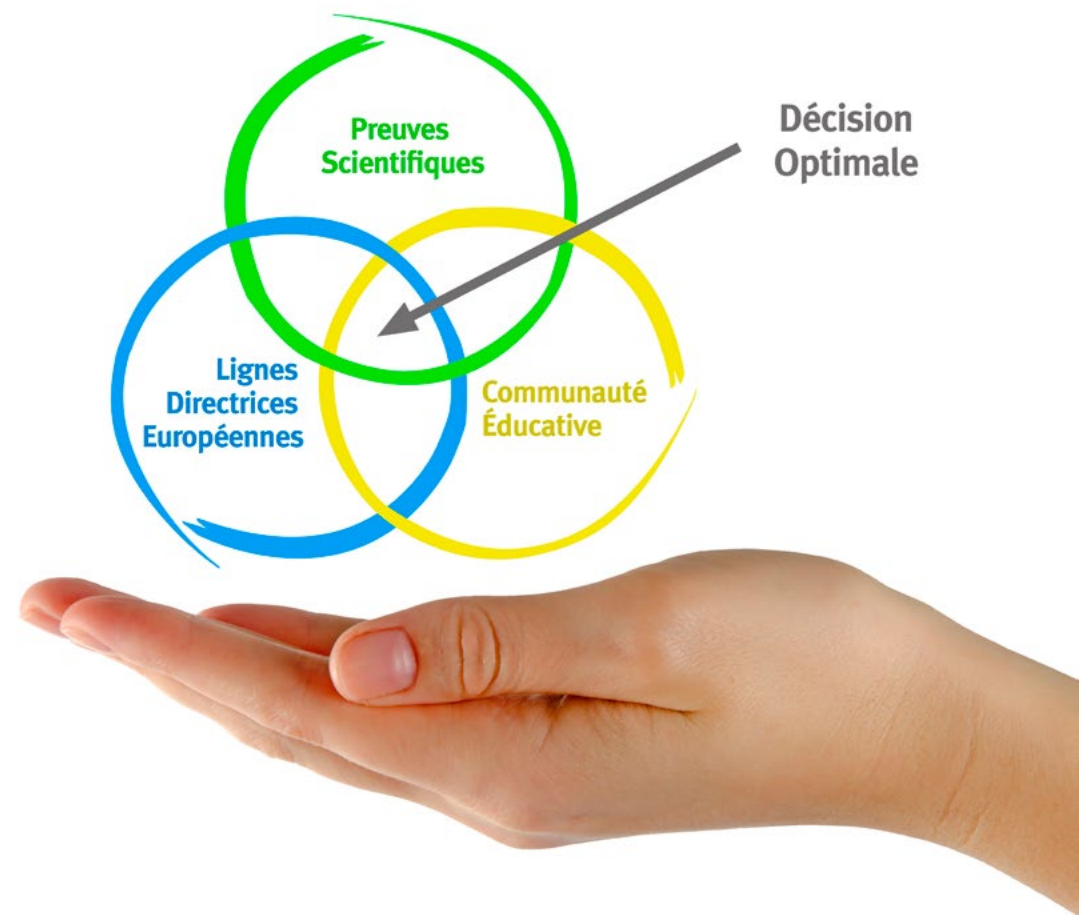 Preuves
Scientifiques
Décision
Optimale
Lignes
Directrices
Européennes
Communauté
Éducative